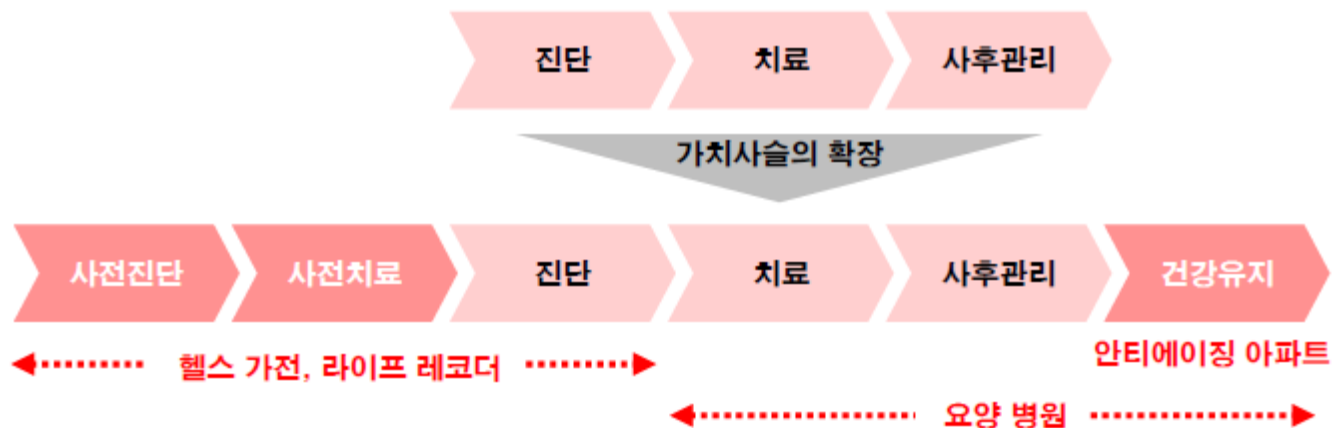 진단 치료 사후관리
가치사슬의 확장
사전진단 사전치료 진단 치료 사후관리 건강유지
헬스 가전, 라이프 레코더
안티에이징 아파트
요양 병원